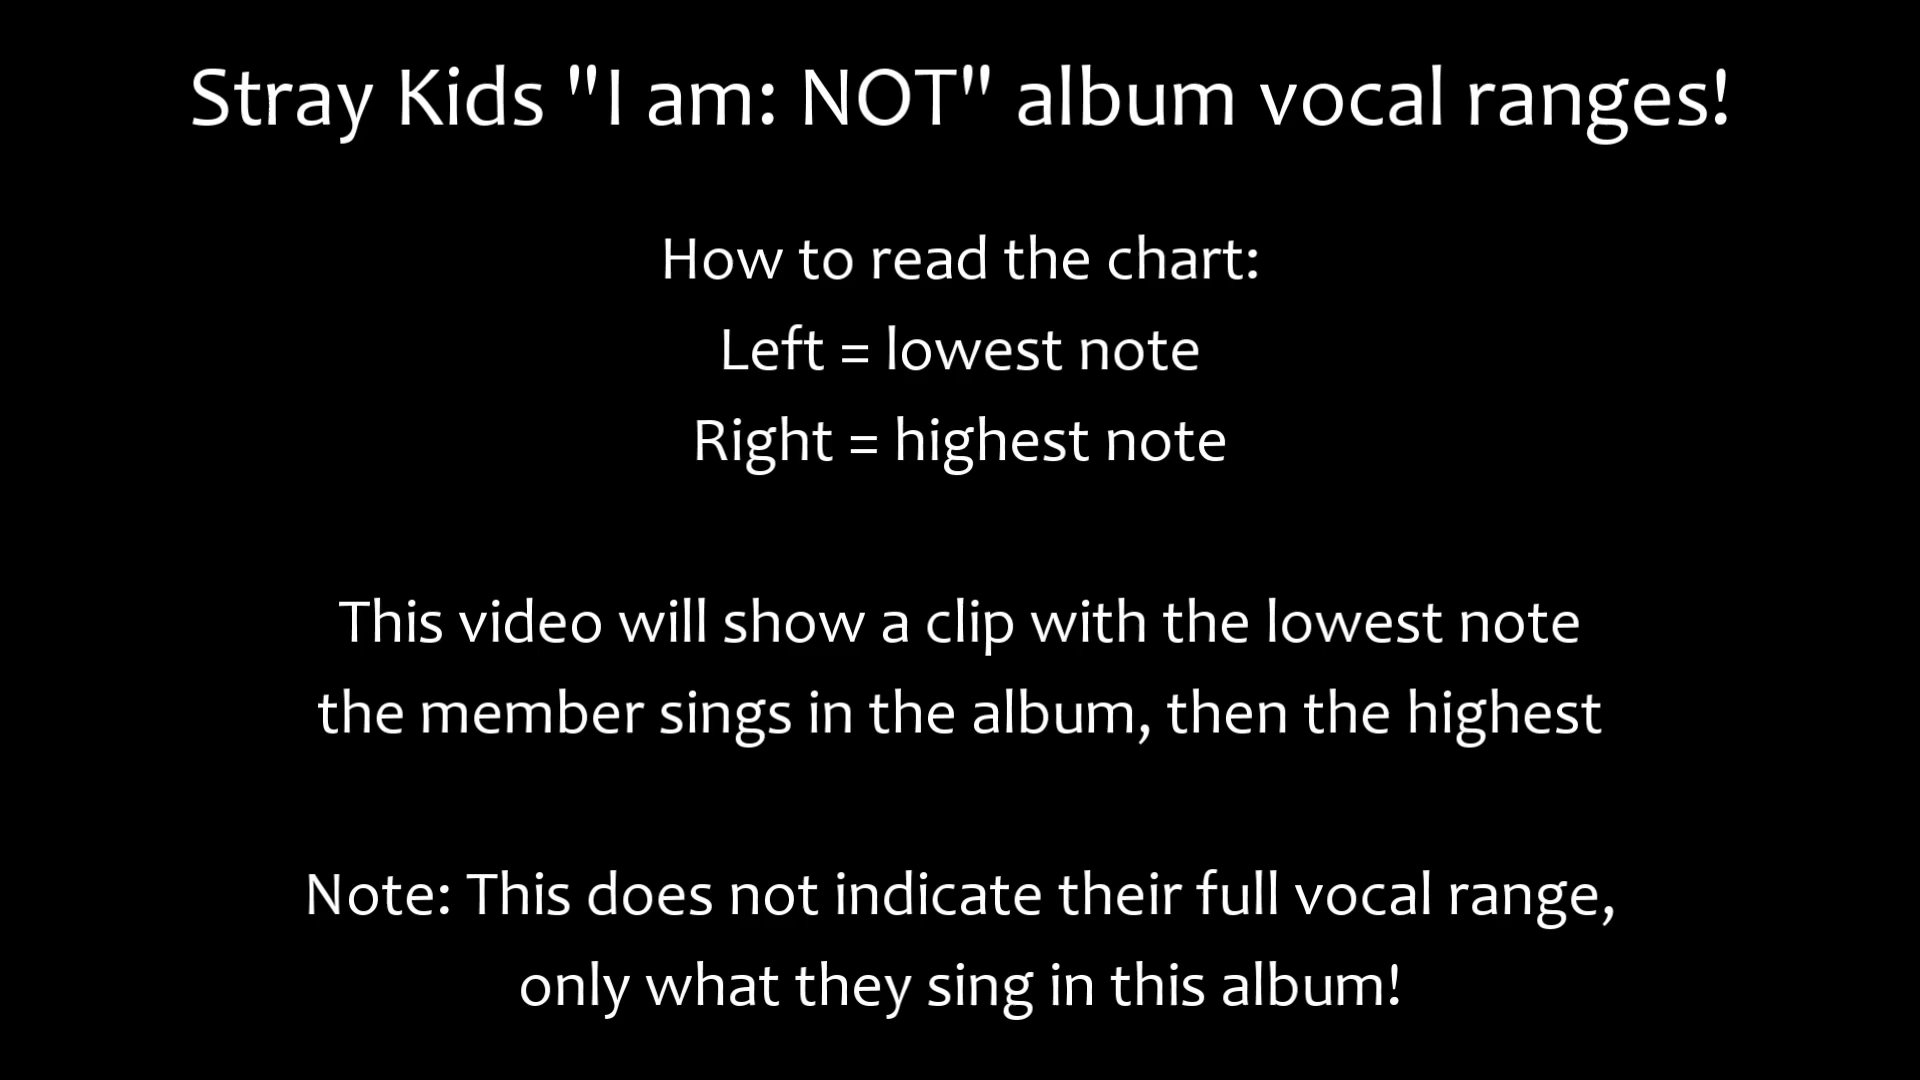 Stray Kids "I am: NOT" album vocal ranges!
How to read the chart:
Left = lowest note
Right = highest note
This video will show a clip with the lowest note
the member sings in the album, then the highest
Note: This does not indicate their full vocal range,
only what they sing in this album!